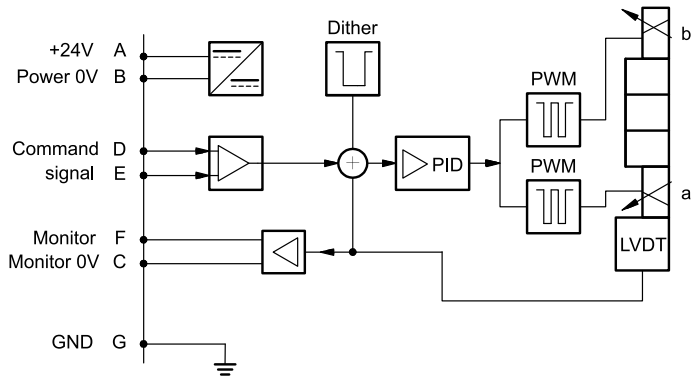 Dither
+24V A
Power 0V B
b
PWM
Command D
signal E
PID
PWM
a
Monitor F
Monitor 0V C
LVDT
GND G